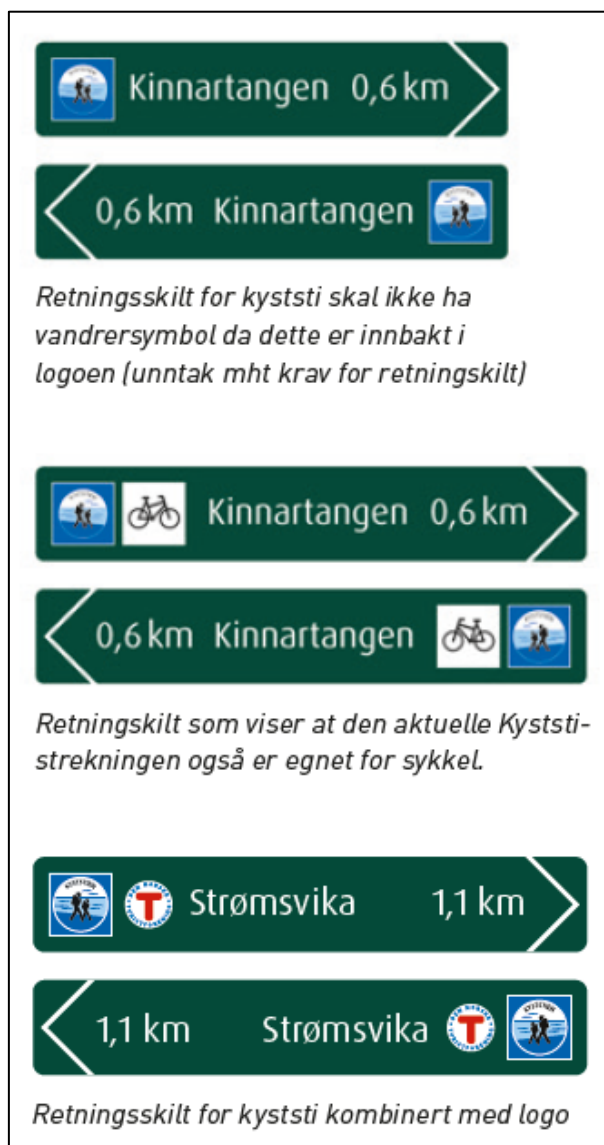 Kinnartangen 0,6 km
0,6 km Kinnartangen
Retningsskilt for kyststi skal ikke ha
vandrersymbol da dette er innbakt i
logoen (unntak mht krav for retningskilt)
Kinnartangen 0,6 km
0,6 km Kinnartangen
Retningskilt som viser at den aktuelle Kyststi-
strekningen også er egnet for sykkel.
T Strømsvika 1,1 km
1,1 km Strømsvika T
Retningsskilt for kyststi kombinert med logo